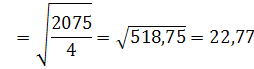 = √(2075/4) = √518,75 = 22,77